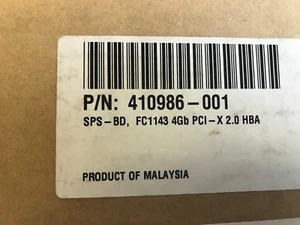 P/N: 410986-001
SPS-BD, FC1143 4Gb PCI-X 2.0 HBA
PRODUCT OF MALAYSIA